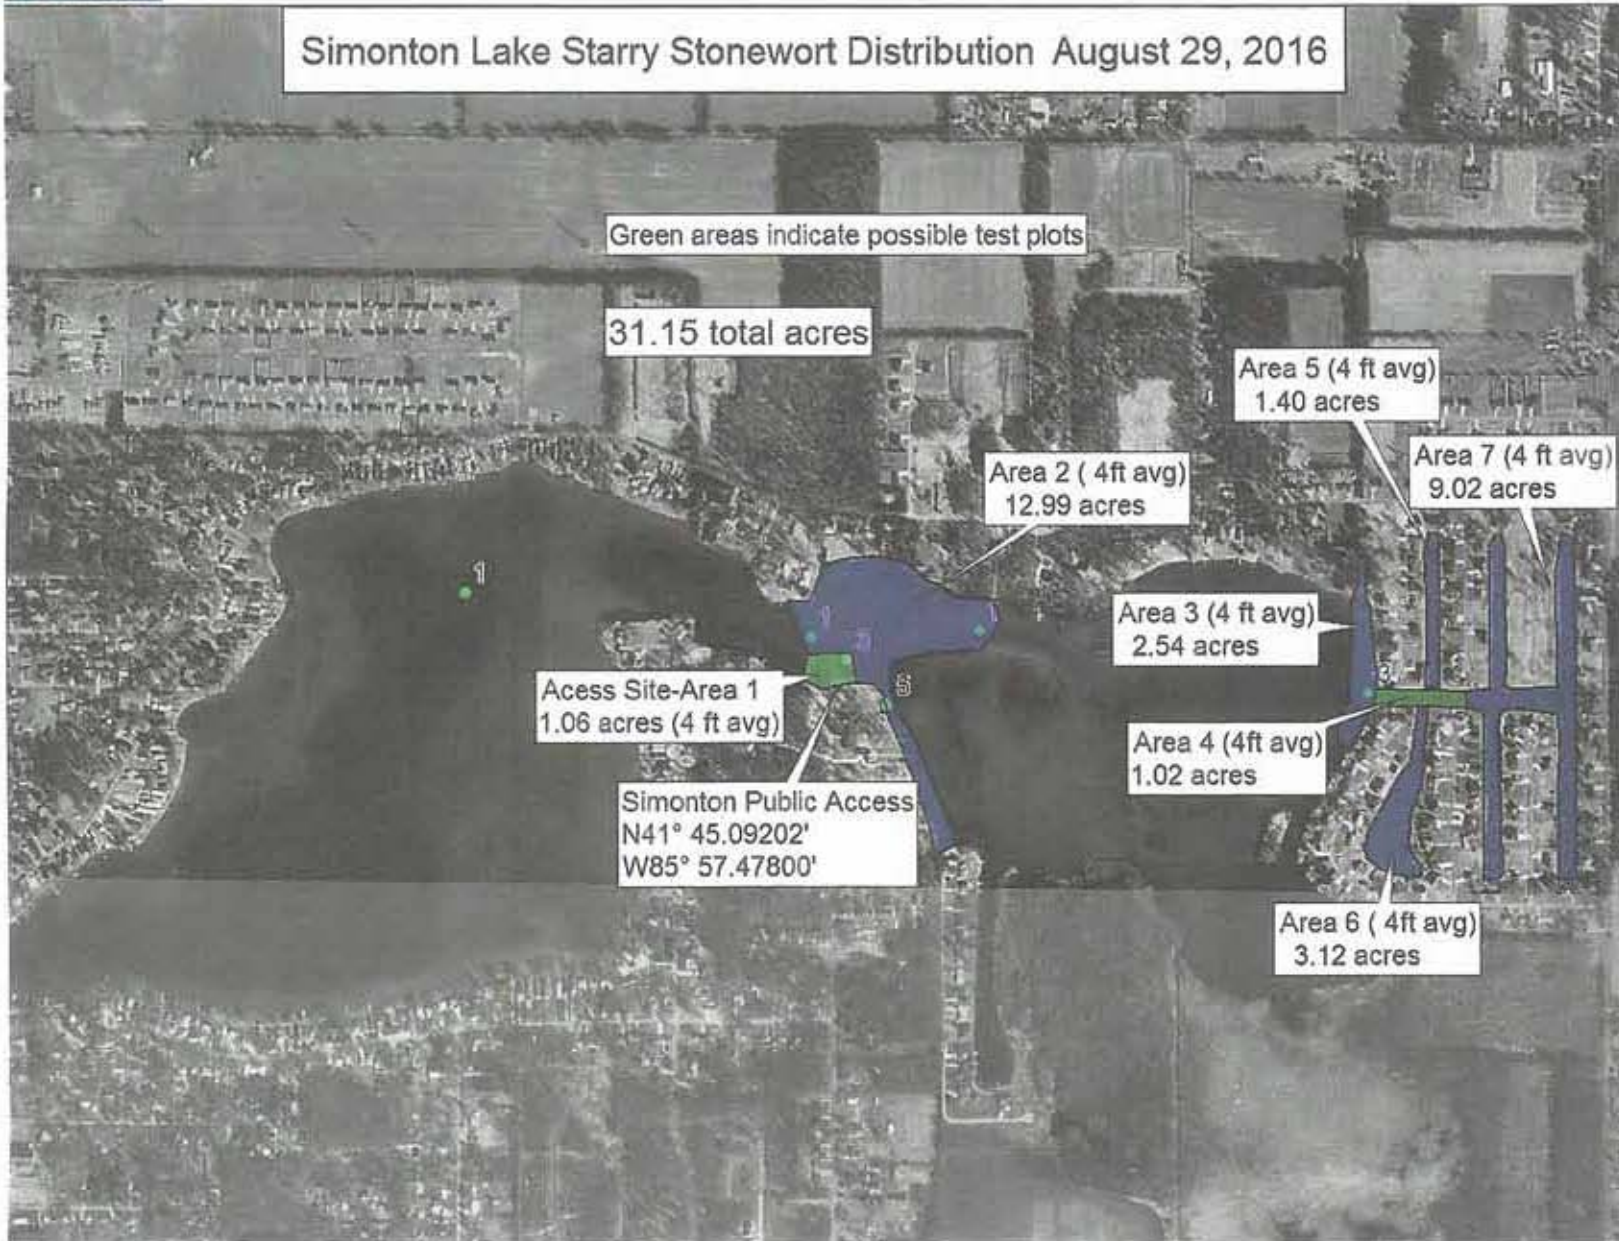 Simonton Lake Starry Stonewort Distribution August 29, 2016
Green areas indicate possible test plots
31.15 total acres
Area 5 (4 ft avg)
1.40 acres
Area 7 (4 ft avg)
9.02 acres
Area 2 ( 4ft avg)
12.99 acres
1
Area 3 (4 ft avg)
2.54 acres
3
Acess Site-Area 1
1.06 acres (4 ft avg)
5
Area 4 (4ft avg)
1.02 acres
Simonton Public Access
N41° 45.09202'
W85° 57.47800'
Area 6 ( 4ft avg)
3.12 acres